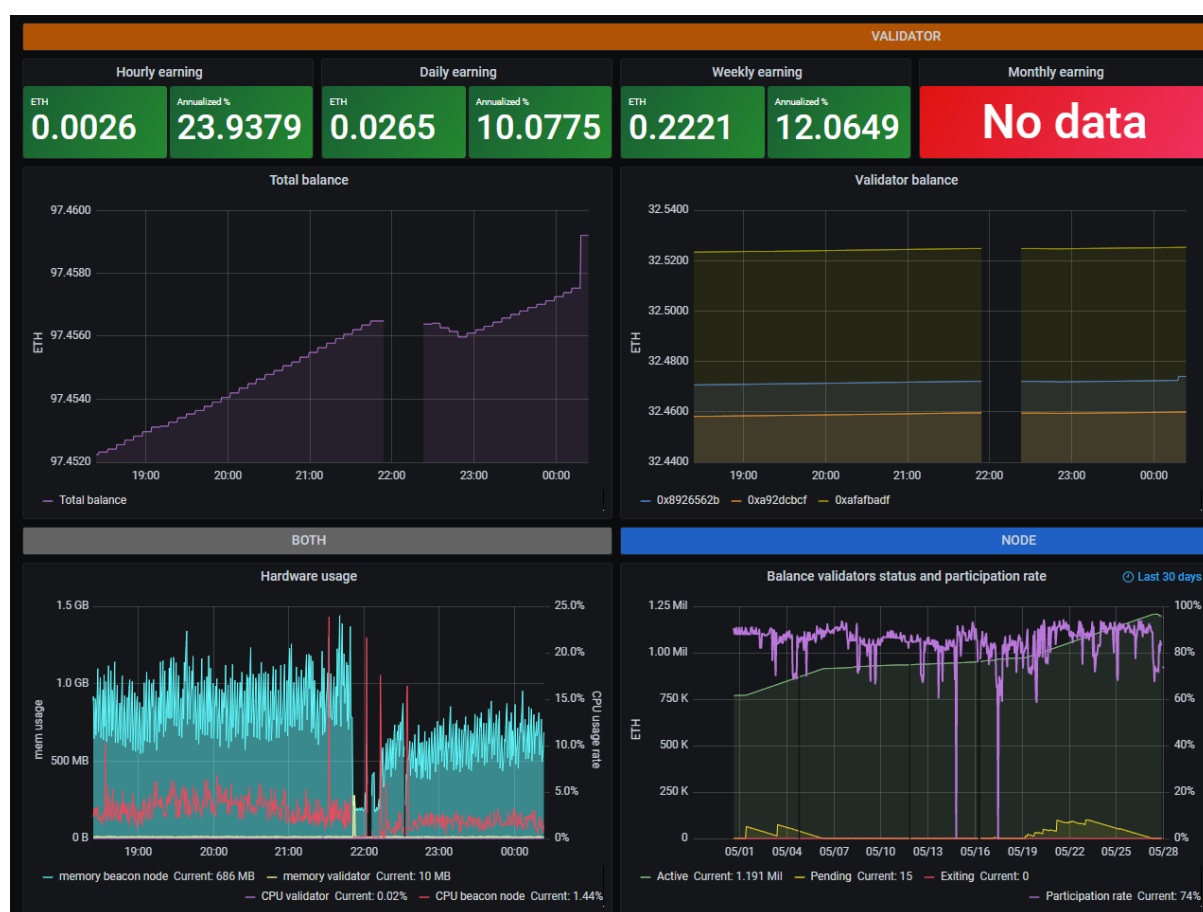 VALIDATOR
Hourly earning
Daily earning
Weekly earning
Monthly earning
ETH
0.0026
Annualized %
23.9379
ETH
0.0265
Annualized %
10.0775
ETH
0.2221
Annualized %
12.0649
No data
Total balance
97.4600
97.4580
97.4560
97.4540
97.4520
ETH
19:00 20:00 21:00 22:00 23:00 00:00
Total balance
Validator balance
32.5400
32.5200
32.5000
32.4800
32.4600
32.4400
ETH
19:00 20:00 21:00 22:00 23:00 00:00
0x8926562b 0xa92dcbcf 0xafafbadf
BOTH
NODE
Hardware usage
1.5 GB
1.0 GB
500 MB
0 B
mem usage
25.0%
20.0%
15.0%
10.0%
5.0%
0%
CPU usage rate
19:00 20:00 21:00 22:00 23:00 00:00
memory beacon node Current: 686 MB memory validator Current: 10 MB
CPU validator Current: 0.02% CPU beacon node Current: 1.44%
Balance validators status and participation rate
Last 30 days
1.25 Mil
1.00 Mil
750 K
500 K
250 K
0
ETH
100%
80%
60%
40%
20%
0%
05/01 05/04 05/07 05/10 05/13 05/16 05/19 05/22 05/25 05/28
Active Current: 1.191 Mil Pending Current: 15 Exiting Current: 0
Participation rate Current: 74%